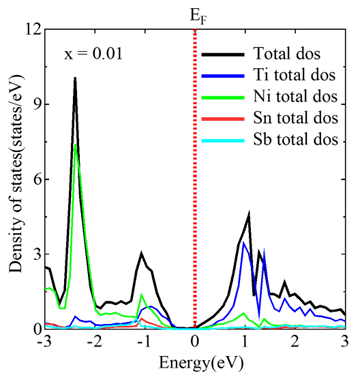 E_F
12
x = 0.01
Total dos
Ti total dos
9
Ni total dos
Sn total dos
Sb total dos
6
3
0
Density of states(states/eV)
-3 -2 -1 0 1 2 3
Energy(eV)